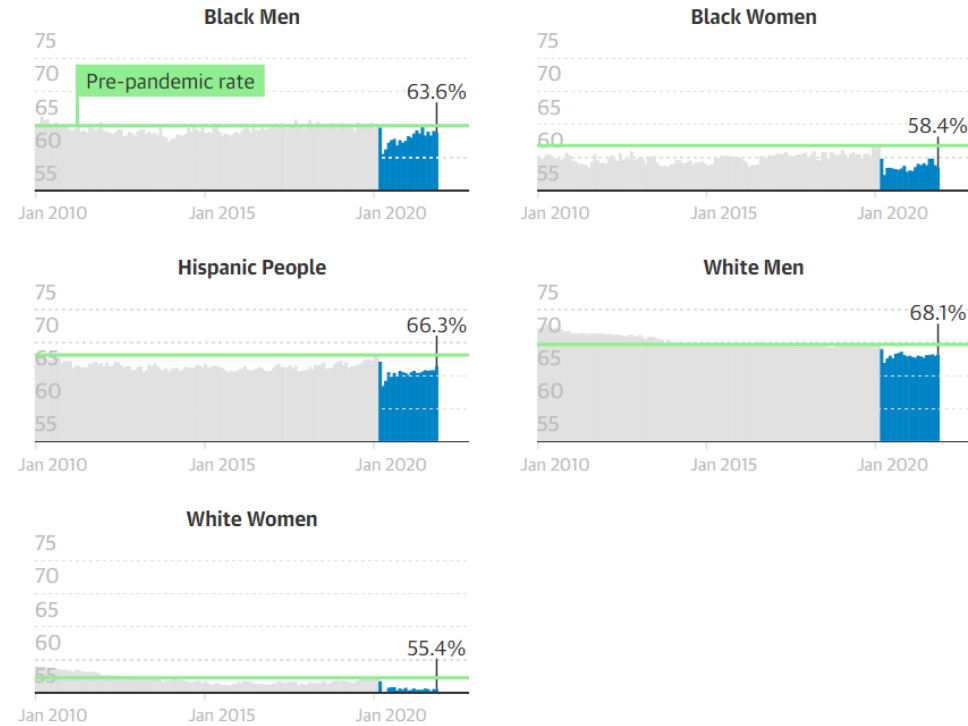 Black Men
75
70
Pre-pandemic rate
63.6%
65
60
55
Jan 2010 Jan 2015 Jan 2020
Black Women
75
70
65
58.4%
60
55
Jan 2010 Jan 2015 Jan 2020
Hispanic People
75
70
66.3%
65
60
55
Jan 2010 Jan 2015 Jan 2020
White Men
75
68.1%
70
65
60
55
Jan 2010 Jan 2015 Jan 2020
White Women
75
70
65
60
55.4%
55
Jan 2010 Jan 2015 Jan 2020